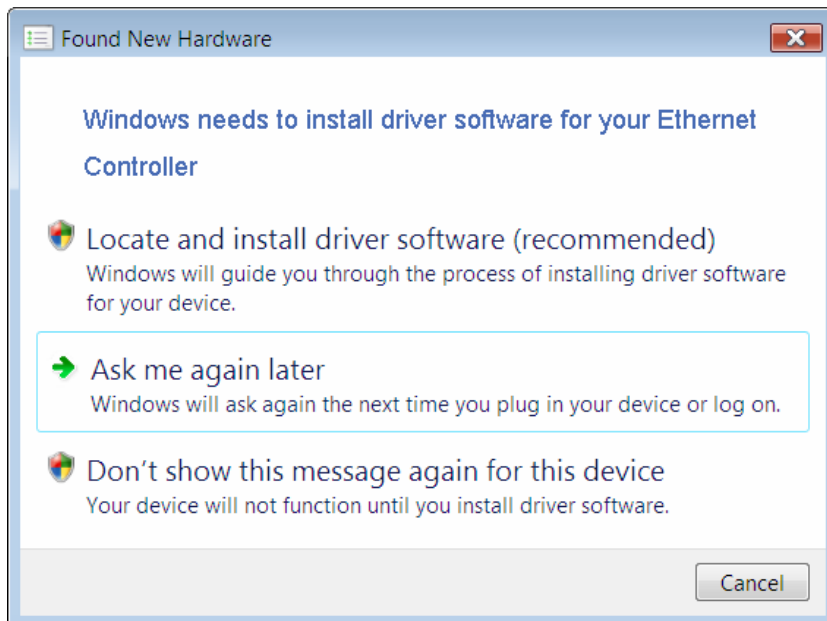 Found New Hardware
Windows needs to install driver software for your Ethernet
Controller
Locate and install driver software (recommended)
Windows will guide you through the process of installing driver software
for your device.
Ask me again later
Windows will ask again the next time you plug in your device or log on.
Don't show this message again for this device
Your device will not function until you install driver software.
Cancel